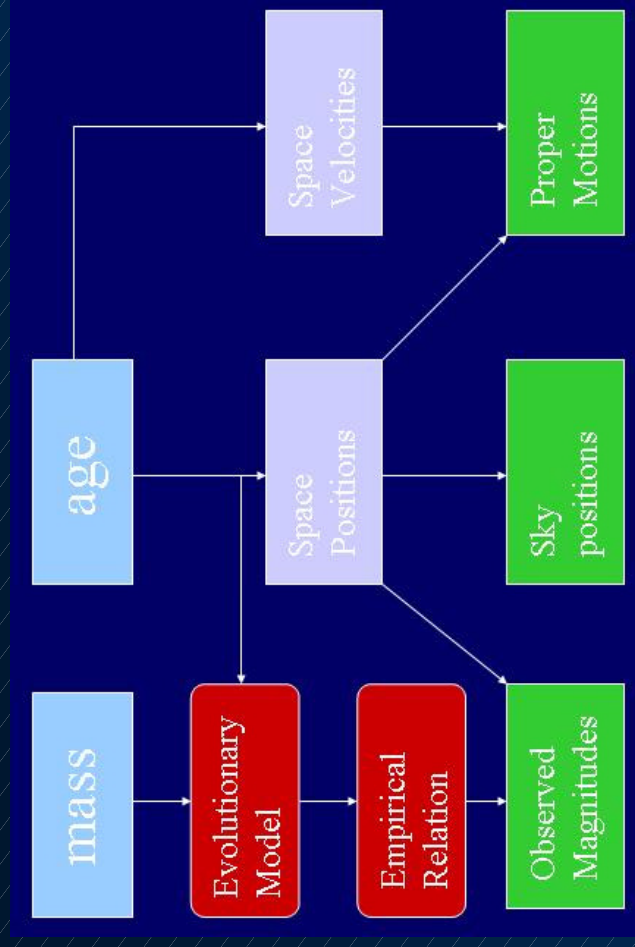 mass
age
Evolutionary
Model
Space
Positions
Space
Velocities
Empirical
Relation
Observed
Magnitudes
Sky
positions
Proper
Motions